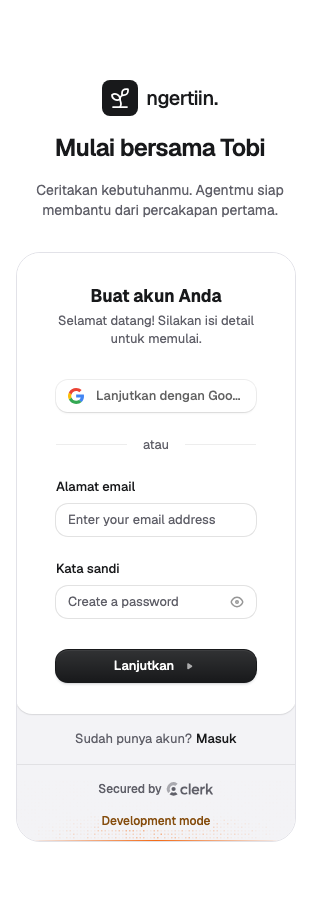 ngertiin.
Mulai bersama Tobi
Ceritakan kebutuhanmu. Agentmu siap
membantu dari percakapan pertama.
Buat akun Anda
Selamat datang! Silakan isi detail
untuk memulai.
Lanjutkan dengan Goo...
atau
Alamat email
Enter your email address
Kata sandi
Create a password
Lanjutkan
Sudah punya akun? Masuk
Secured by clerk
Development mode